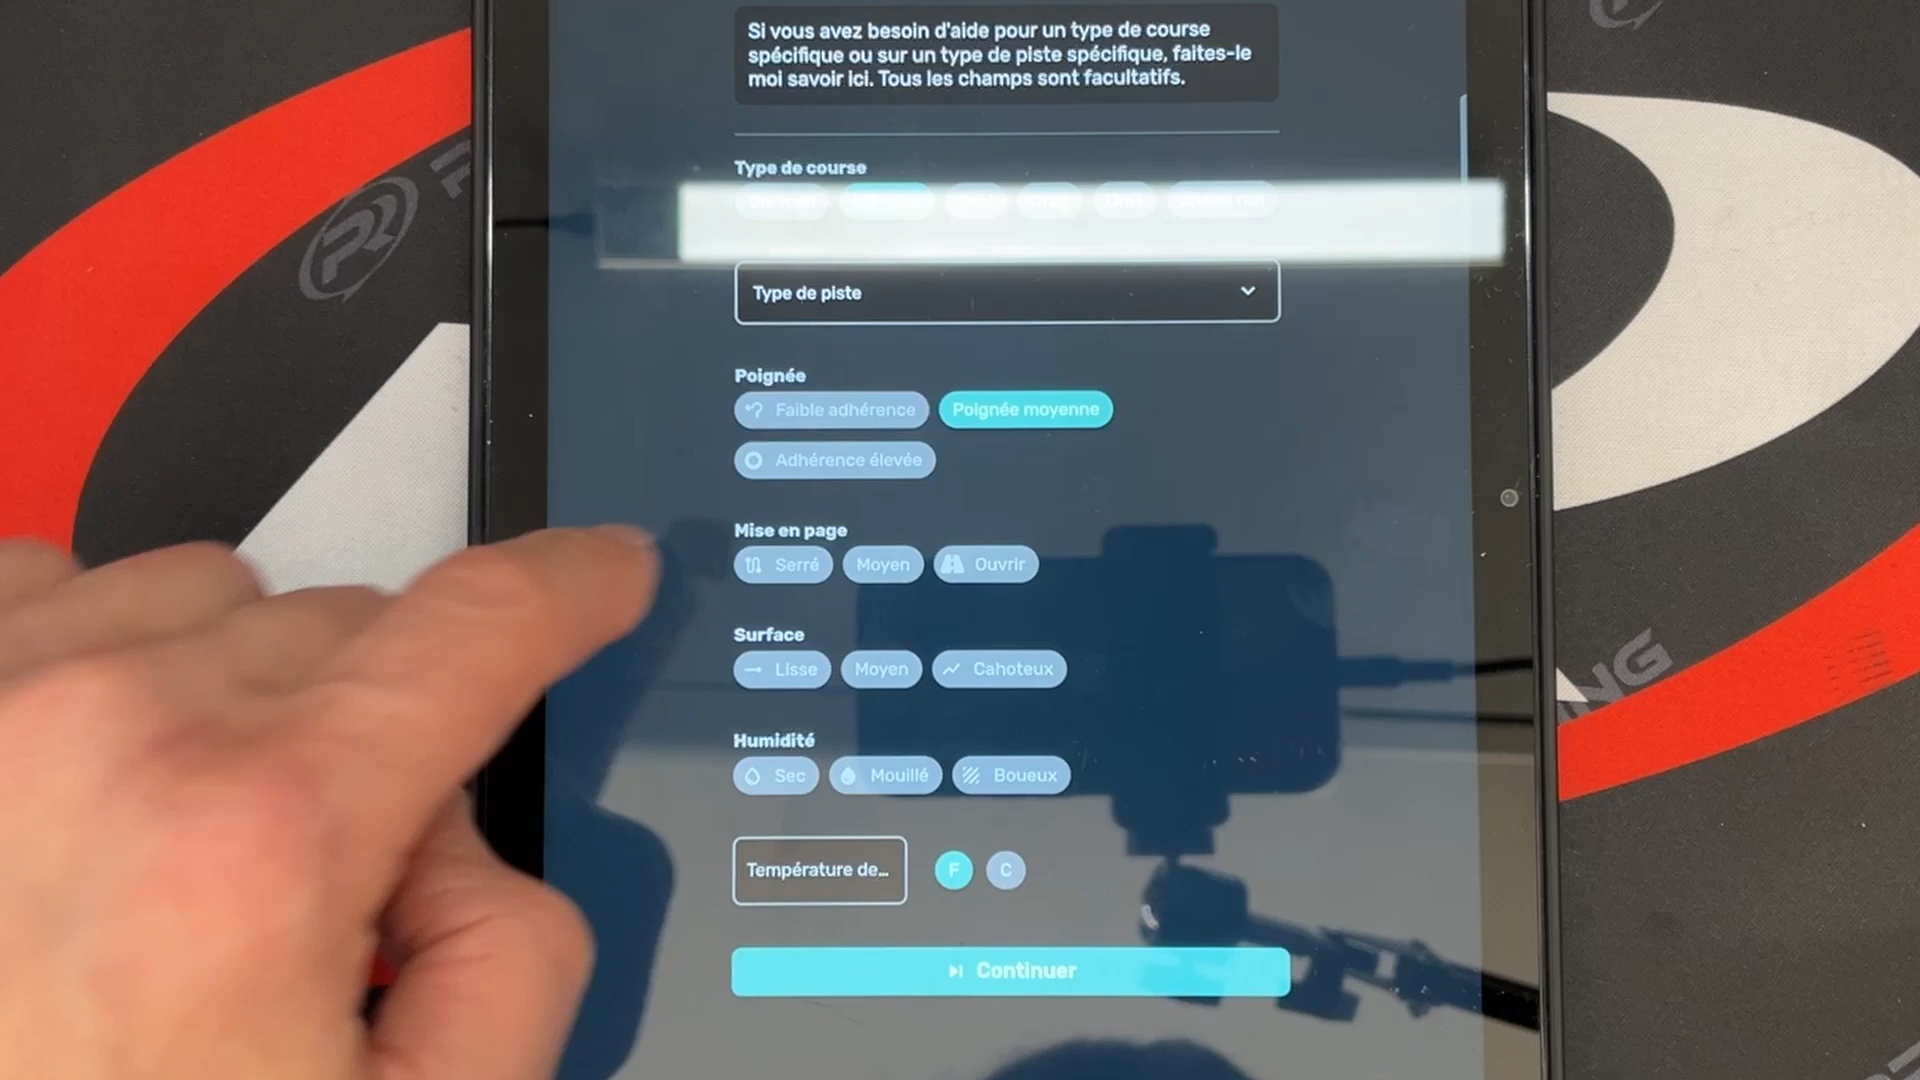 Si vous avez besoin d'aide pour un type de course
spécifique ou sur un type de piste spécifique, faites-le
moi savoir ici. Tous les champs sont facultatifs.
Type de course
Type de piste
Poignée
Faible adhérence
Poignée moyenne
Adhérence élevée
Mise en page
Serré
Moyen
Ouvrir
Surface
Lisse
Moyen
Cahoteux
Humidité
Sec
Mouillé
Boueux
Température de...
F
C
Continuer